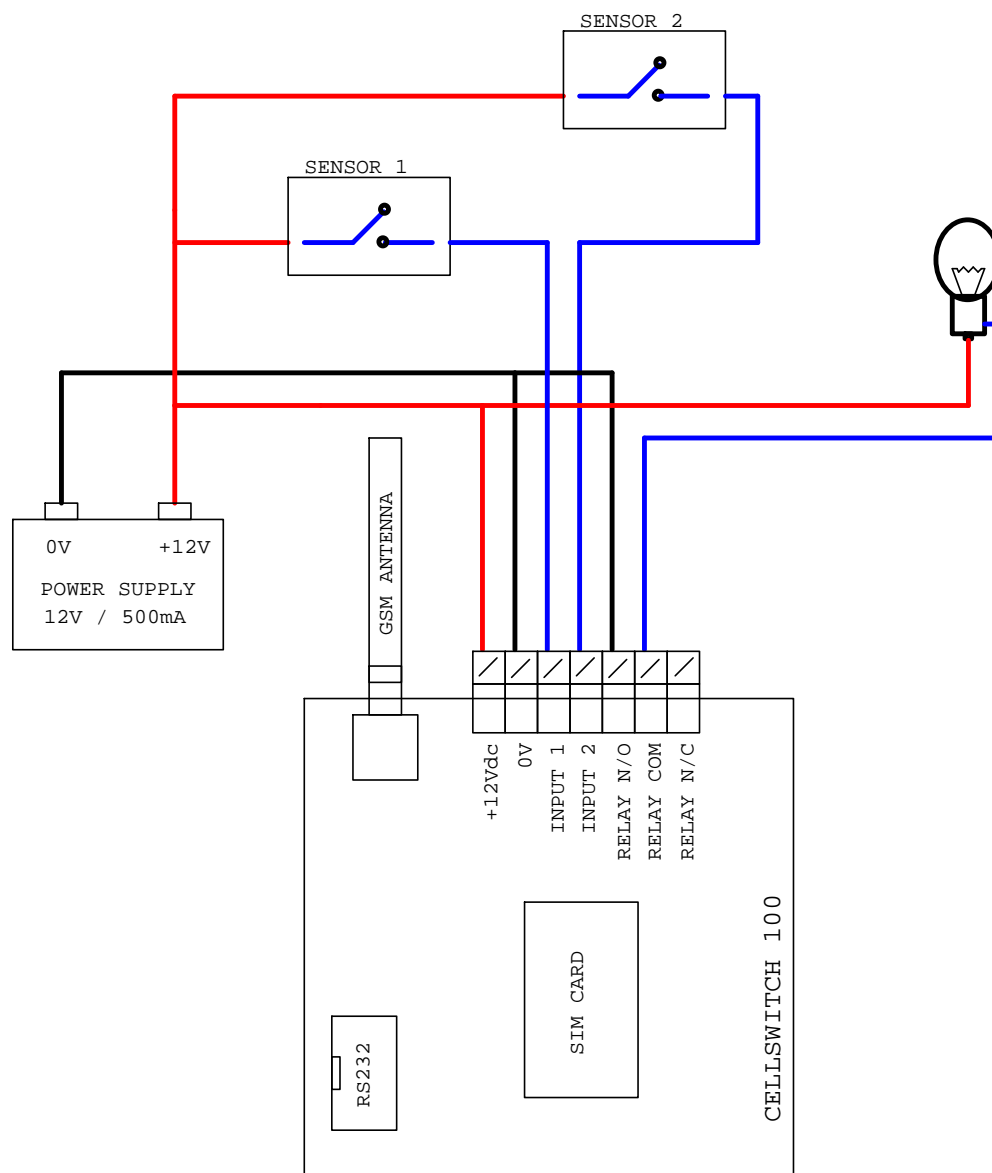 SENSOR 2
SENSOR 1
0V
+12V
POWER SUPPLY
12V / 500mA
GSM ANTENNA
+12Vdc
0V
INPUT 1
INPUT 2
RELAY N/O
RELAY COM
RELAY N/C
SIM CARD
RS232
CELLSWITCH 100